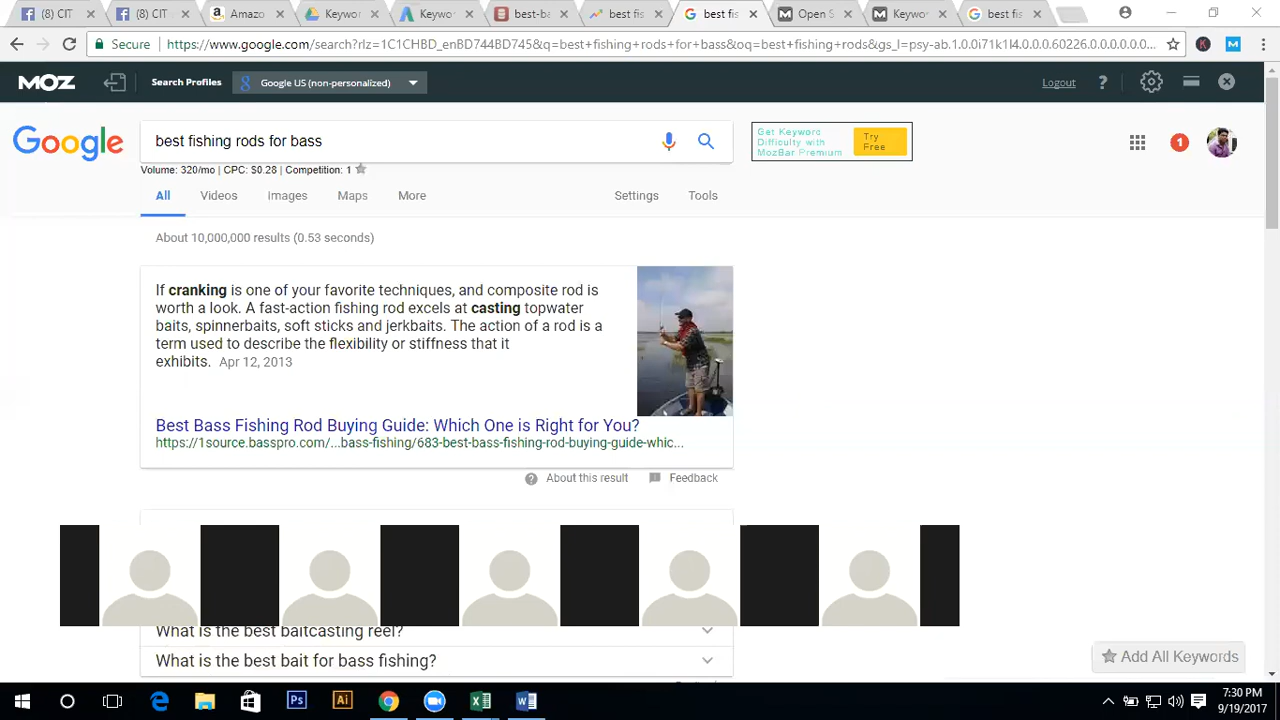 (3) CIT
(3) CIT
Amazo
Keywor
Keywo
best-ba
best fis
best fis
Open S
Keywo
best fis
Secure
https://www.google.com/search?rlz=1C1CHBD_enBD744BD745&q=best+fishing+rods+for+bass&oq=best+fishing+rods&gs_l=psy-ab.1.0.0i71k1l4.0.0.0.60226.0.0.0.0.0.0...
MOZ
Search Profiles
Google US (non-personalized)
Logout
Google
best fishing rods for bass
Get Keyword
Difficulty with
MozBar Premium
Try
Free
1
Volume: 320/mo | CPC: $0.28 | Competition: 1
All
Videos
Images
Maps
More
Settings
Tools
About 10,000,000 results (0.53 seconds)
If cranking is one of your favorite techniques, and composite rod is
worth a look. A fast-action fishing rod excels at casting topwater
baits, spinnerbaits, soft sticks and jerkbaits. The action of a rod is a
term used to describe the flexibility or stiffness that it
exhibits. Apr 12, 2013
Best Bass Fishing Rod Buying Guide: Which One is Right for You?
https://1source.basspro.com/...bass-fishing/683-best-bass-fishing-rod-buying-guide-whic...
About this result
Feedback
What is the best baitcasting reel?
What is the best bait for bass fishing?
Add All Keywords
7:30 PM
9/19/2017